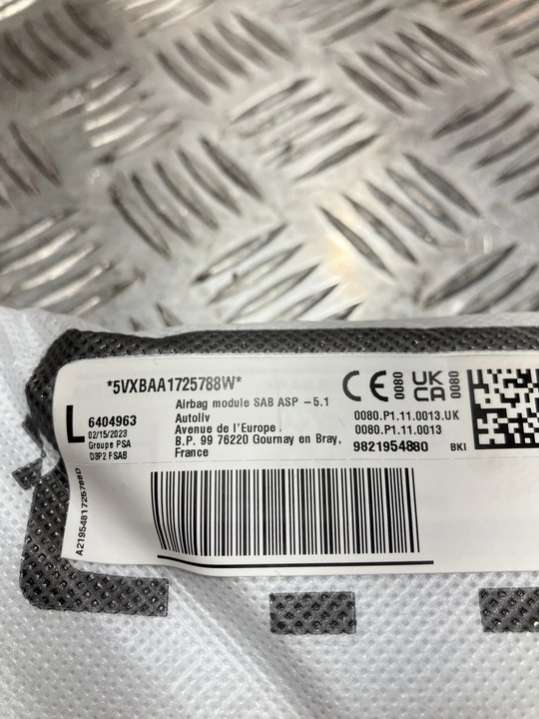 *5VXBAA1725788W*
L
6404963
02/15/2023
Groupe PSA
D3P2 FSAB
Airbag module SAB ASP -5.1
Autoliv
Avenue de l'Europe
B.P. 99 76220 Gournay en Bray,
France
CE 0080 UK CA 0080
0080.P1.11.0013.UK
0080.P1.11.0013
9821954880 BKI
A2195481725788D